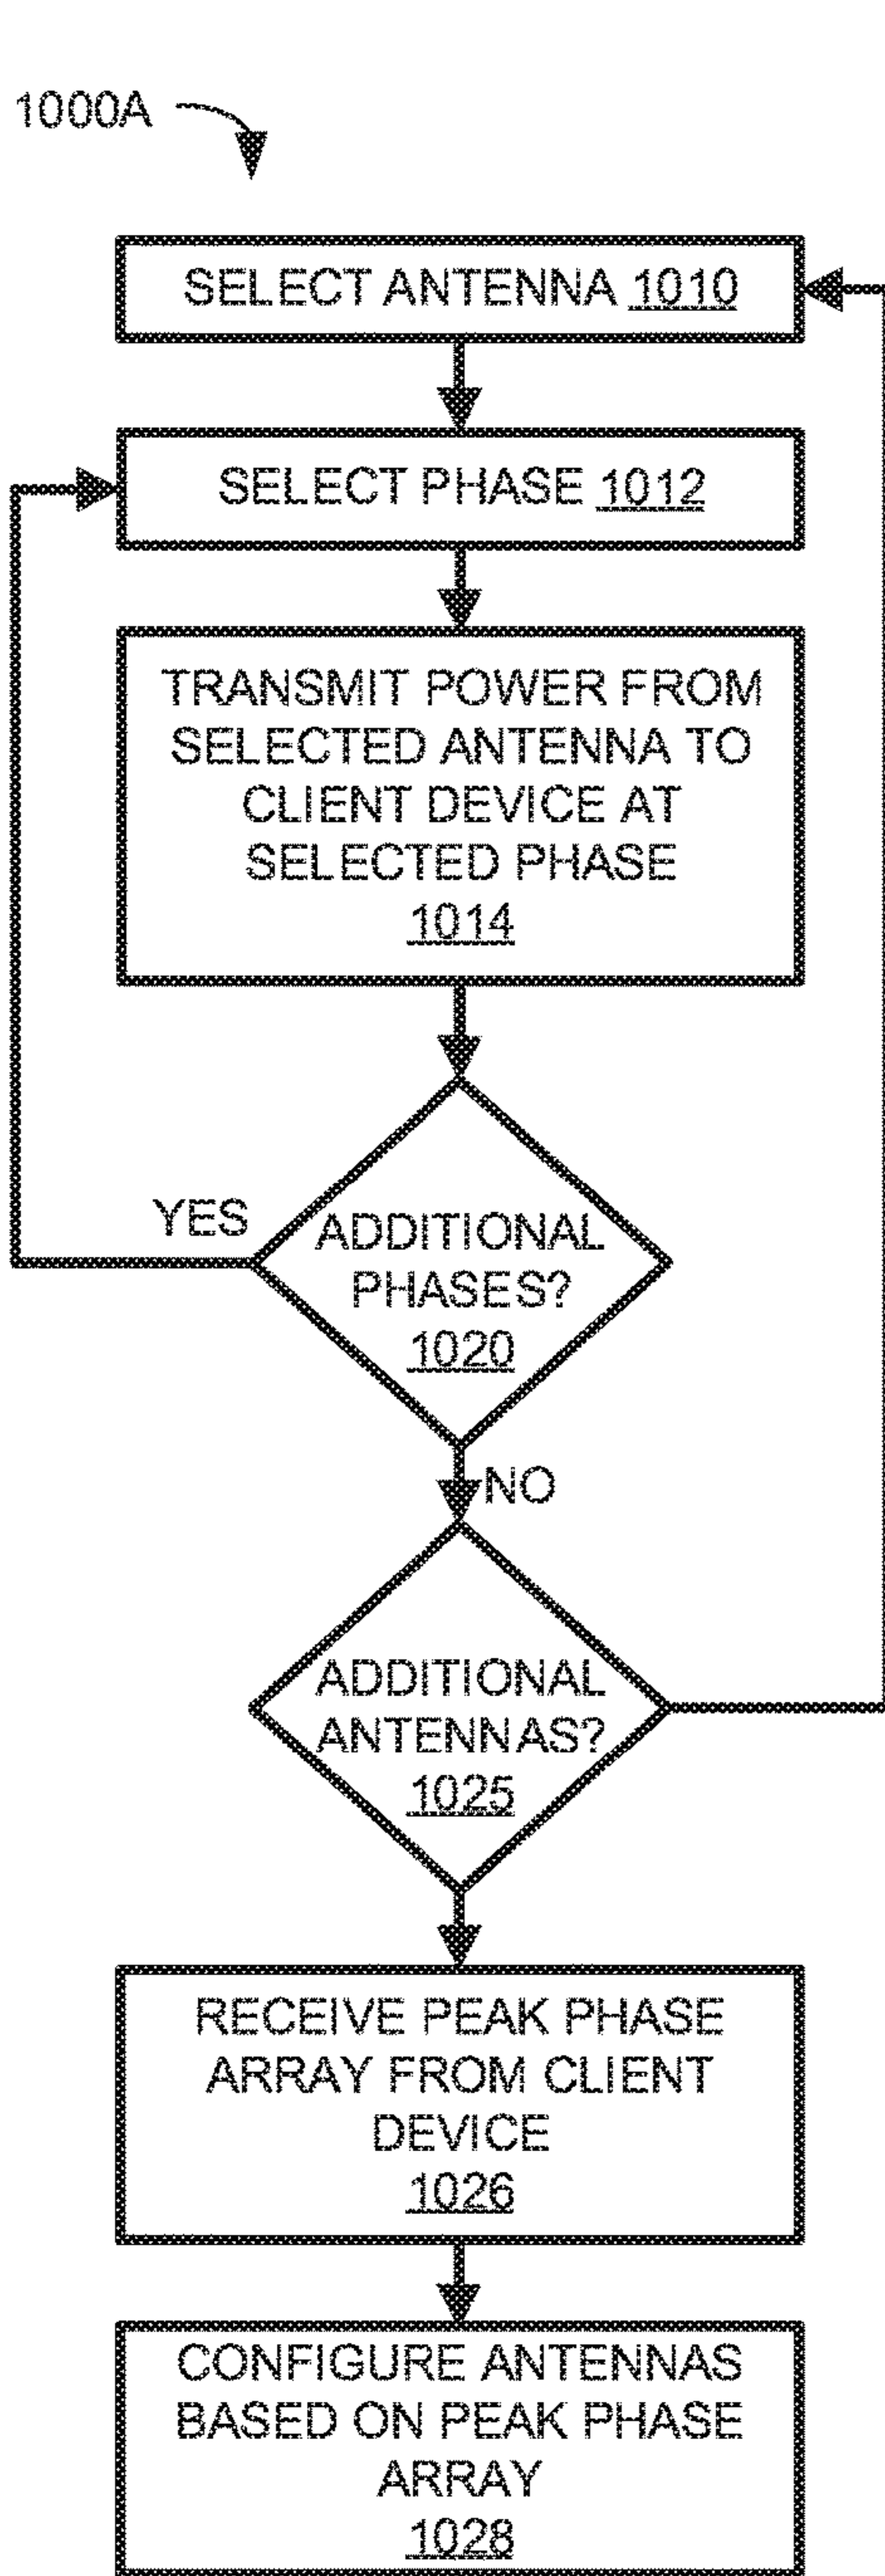 1000A
SELECT ANTENNA 1010
SELECT PHASE 1012
TRANSMIT POWER FROM
SELECTED ANTENNA TO
CLIENT DEVICE AT
SELECTED PHASE
1014
YES
ADDITIONAL
PHASES?
1020
NO
ADDITIONAL
ANTENNAS?
1025
RECEIVE PEAK PHASE
ARRAY FROM CLIENT
DEVICE
1026
CONFIGURE ANTENNAS
BASED ON PEAK PHASE
ARRAY
1028